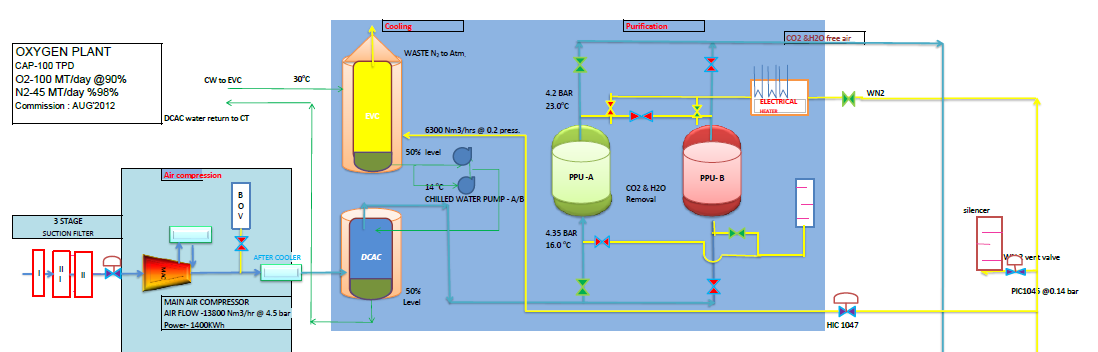 OXYGEN PLANT
CAP-100 TPD
O2-100 MT/day @90%
N2-45 MT/day %98%
Commission : AUG'2012
Cooling
Purification
WASTE N₂ to Atm,
CO2 &H2O free air
CW to EVC
30°C
DCAC water return to CT
EVC
6300 Nm3/hrs @ 0.2 press.
50% level
14 °C
CHILLED WATER PUMP - A/B
4.2 BAR
23.0°C
ELECTRICAL
HEATER
WN2
PPU -A
PPU- B
CO2 & H2O
Removal
4.35 BAR
16.0 °C
Air compression
B
O
V
3 STAGE
SUCTION FILTER
I
II
I
II
MAC
AFTER COOLER
DCAC
50%
Level
MAIN AIR COMPRESSOR
AIR FLOW -13800 Nm3/hr @ 4.5 bar
Power- 1400KWh
silencer
vent valve
PIC1045 @0.14 bar
HIC 1047